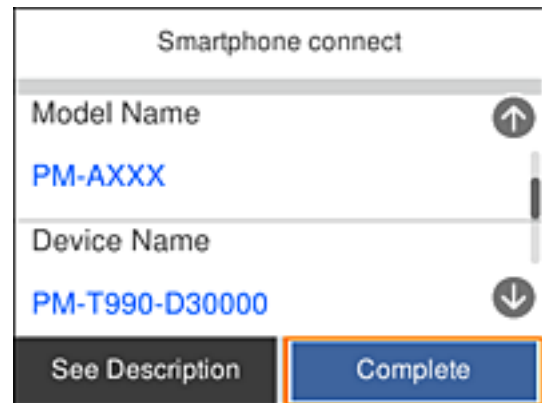 Smartphone connect
Model Name
PM-AXXX
Device Name
PM-T990-D30000
See Description
Complete